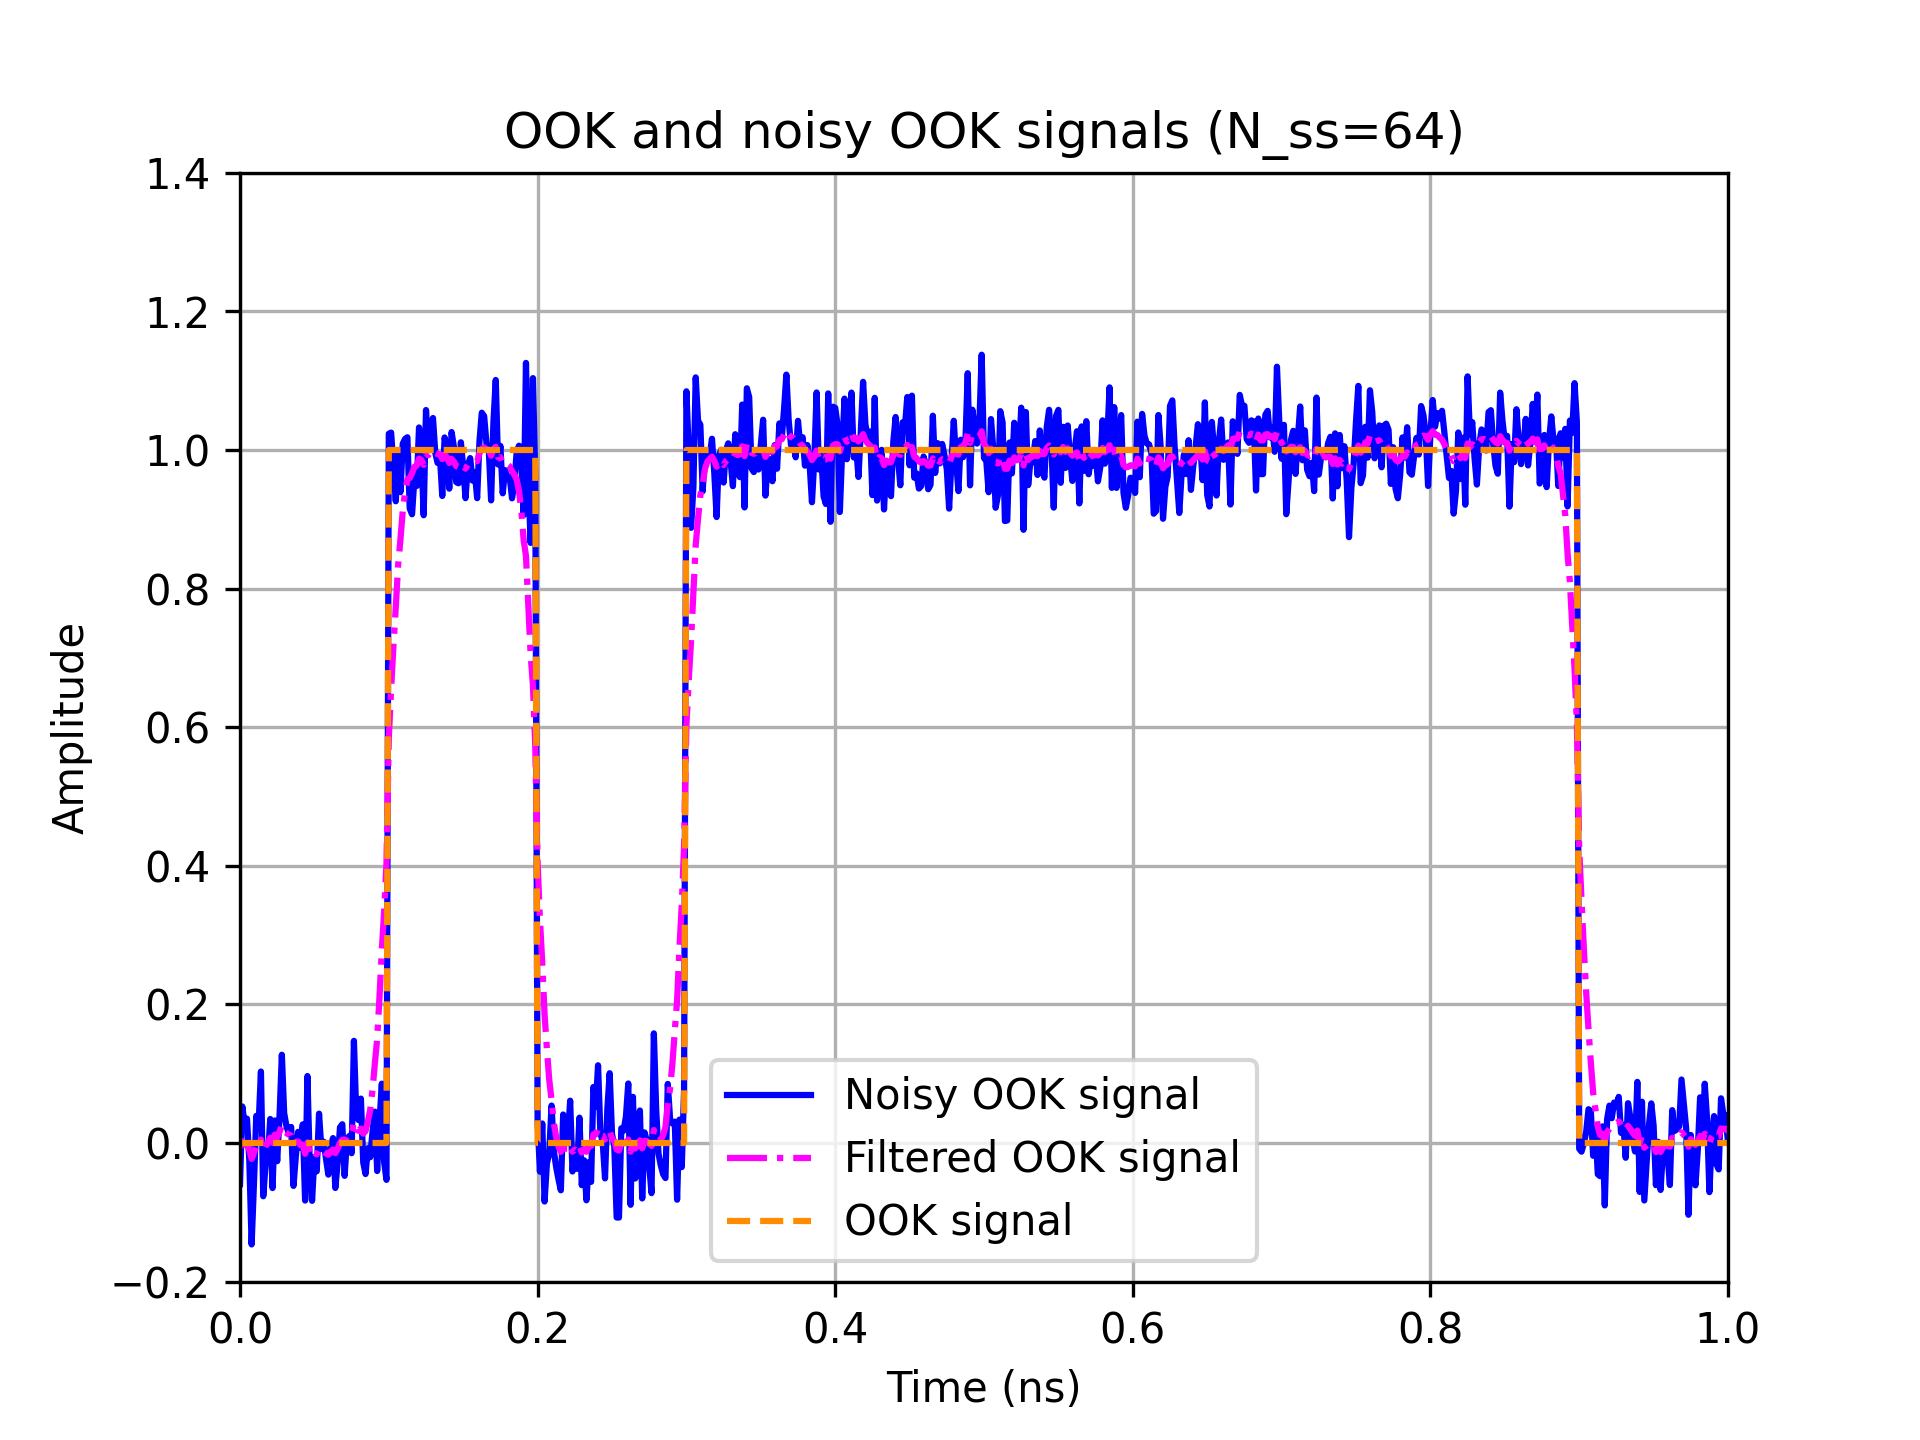 OOK and noisy OOK signals (N_ss=64)
1.4
1.2
1.0
0.8
0.6
0.4
0.2
0.0
−0.2
Amplitude
Noisy OOK signal
Filtered OOK signal
OOK signal
0.0 0.2 0.4 0.6 0.8 1.0
Time (ns)